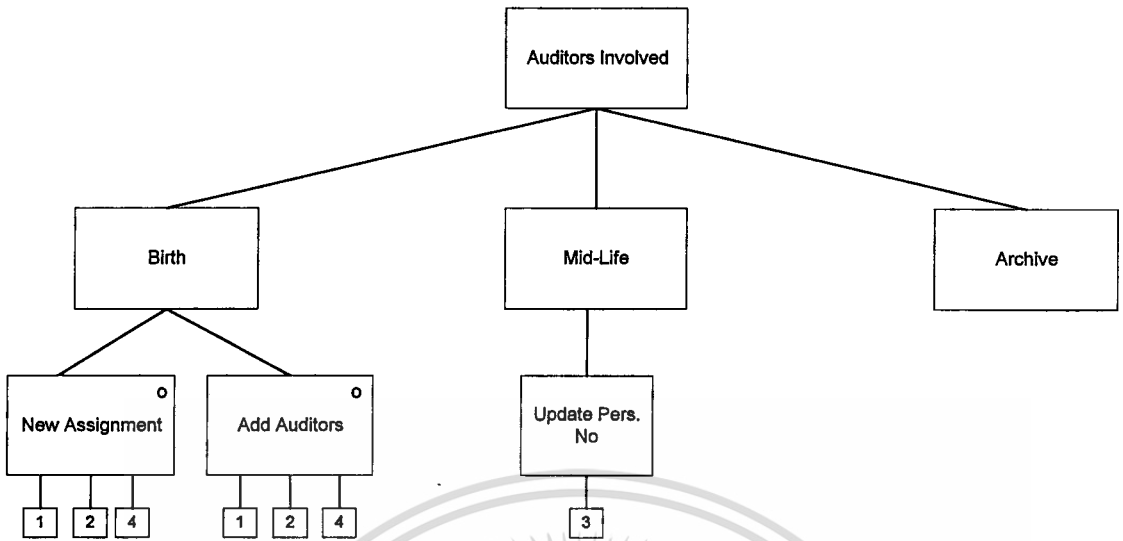 Auditors Involved
Birth
Mid-Life
Archive
O
O
New Assignment
Add Auditors
Update Pers.
No
1 2 4 1 2 4 3